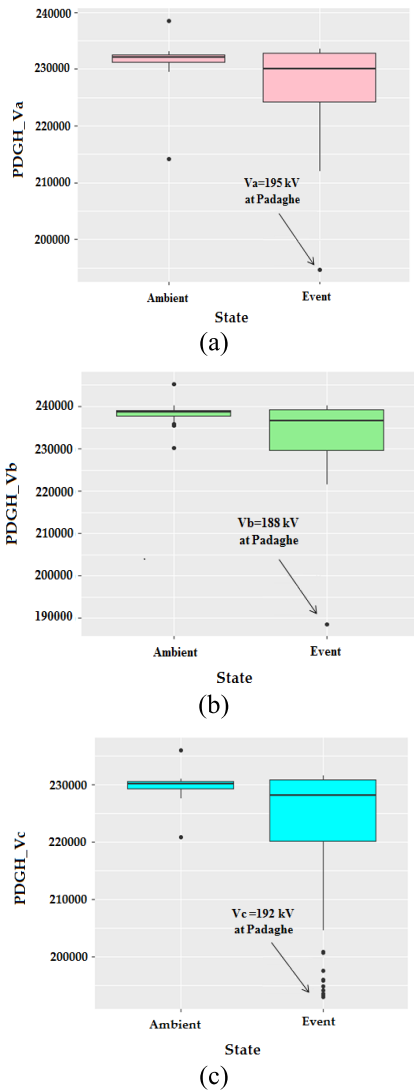 240000
230000
220000
210000
200000
PDGH_Va
Va=195 kV
at Padaghe
Ambient
Event
State
(a)
240000
230000
220000
210000
200000
190000
PDGH_Vb
Vb=188 kV
at Padaghe
Ambient
Event
State
(b)
230000
220000
210000
200000
PDGH_Vc
Vc =192 kV
at Padaghe
Ambient
Event
State
(c)